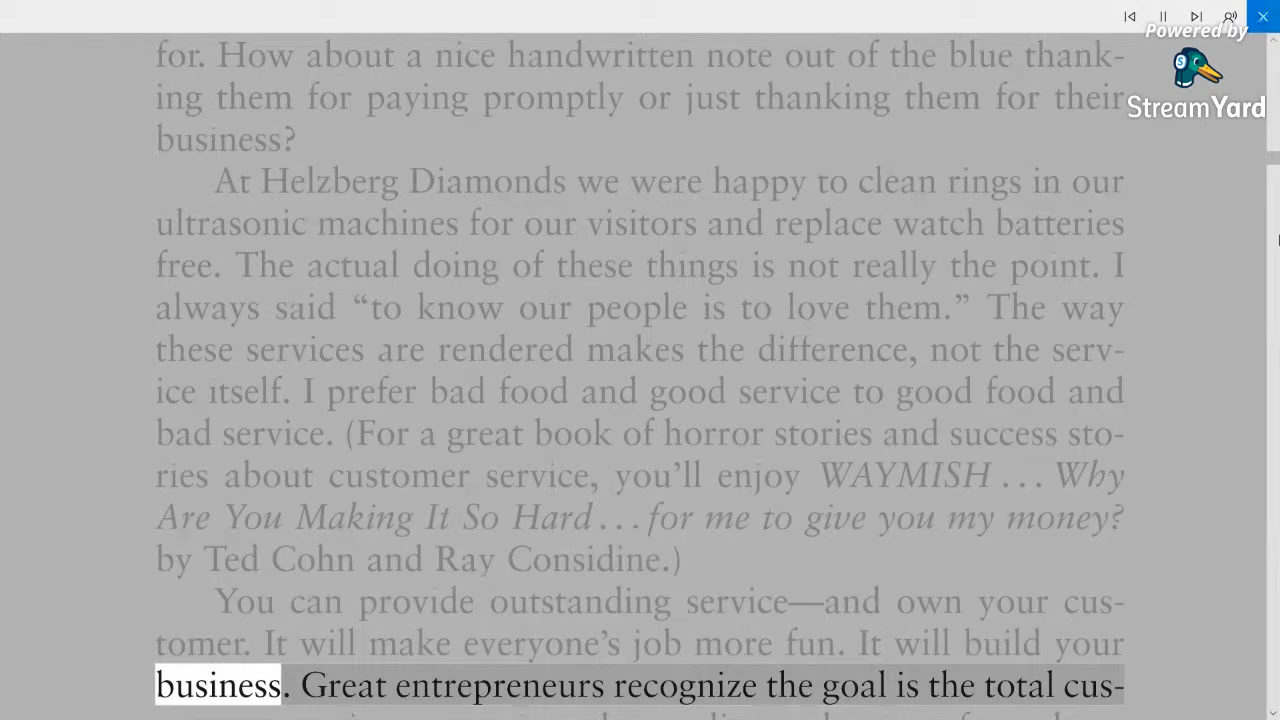 Powered by
StreamYard
for. How about a nice handwritten note out of the blue thank-
ing them for paying promptly or just thanking them for their
business?
At Helzberg Diamonds we were happy to clean rings in our
ultrasonic machines for our visitors and replace watch batteries
free. The actual doing of these things is not really the point. I
always said “to know our people is to love them.” The way
these services are rendered makes the difference, not the serv-
ice itself. I prefer bad food and good service to good food and
bad service. (For a great book of horror stories and success sto-
ries about customer service, you’ll enjoy WAYMISH . . . Why
Are You Making It So Hard . . . for me to give you my money?
by Ted Cohn and Ray Considine.)
You can provide outstanding service—and own your cus-
tomer. It will make everyone’s job more fun. It will build your
business. Great entrepreneurs recognize the goal is the total cus-